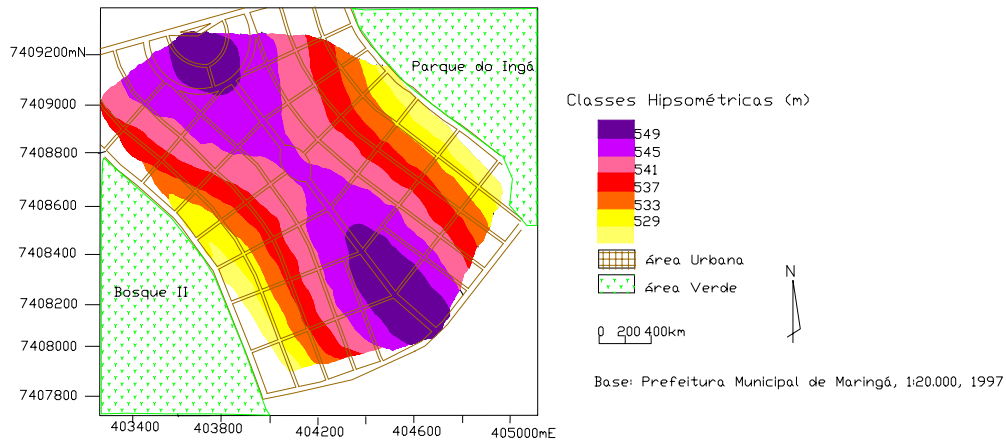 7409200mN
7409000
7408800
7408600
7408400
7408200
7408000
7407800
403400
403800
404200
404600
405000mE
Parque do Ingá
Bosque II
Classes Hipsométricas (m)
549
545
541
537
533
529
área Urbana
área Verde
0 200 400km
N
Base: Prefeitura Municipal de Maringá, 1:20.000, 1997